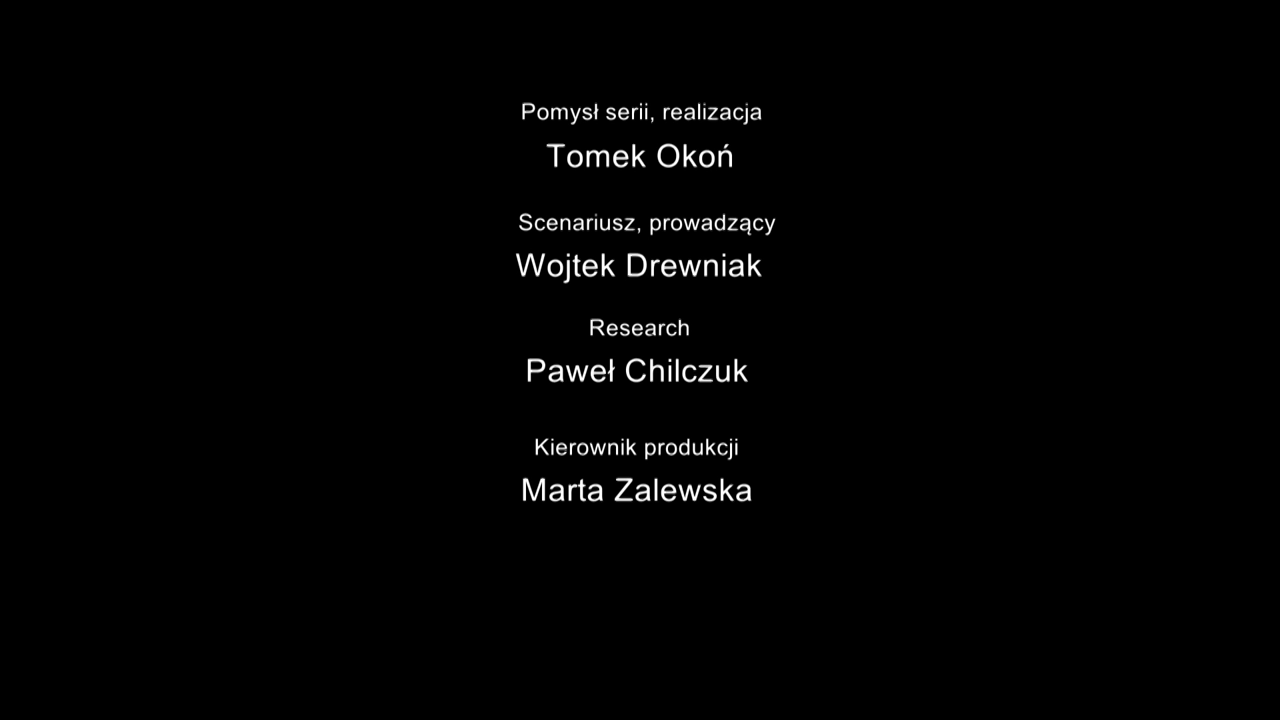 Pomysł serii, realizacja
Tomek Okoń
Scenariusz, prowadzący
Wojtek Drewniak
Research
Paweł Chilczuk
Kierownik produkcji
Marta Zalewska